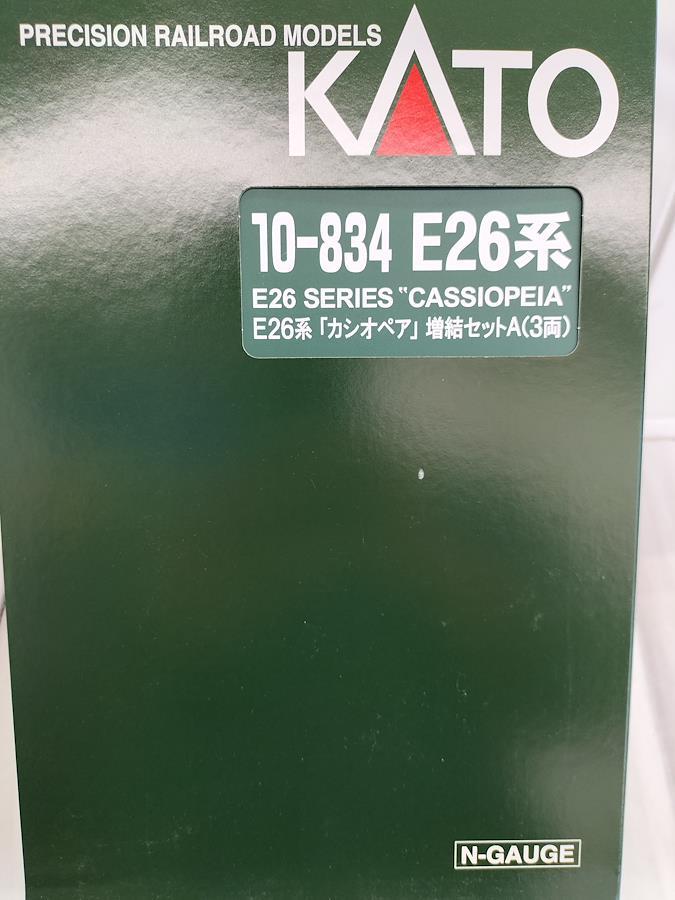 PRECISION RAILROAD MODELS
KATO
10-834 E26系
E26 SERIES "CASSIOPEIA"
E26系「カシオペア」増結セットA(3両)
N-GAUGE